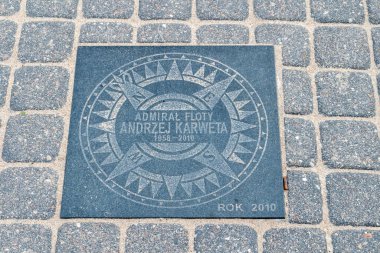 ADMIRAŁ FLOTY
ANDRZEJ KARWETA
1958-2010
ROK 2010